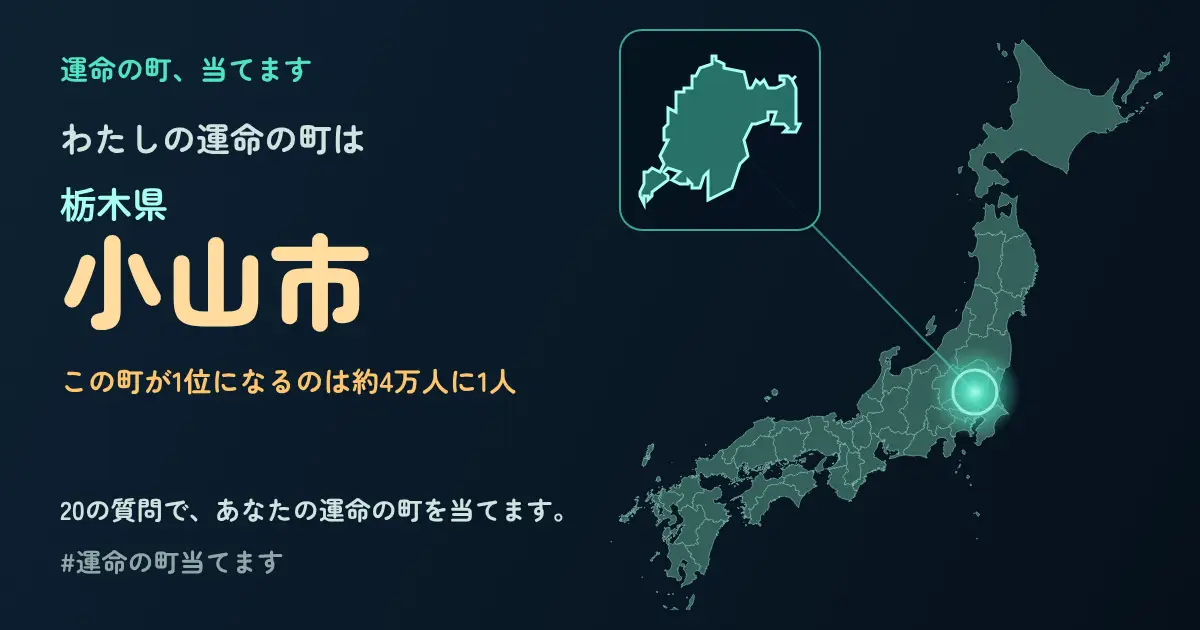 運命の町、当てます
わたしの運命の町は
栃木県
小山市
この町が1位になるのは約4万人に1人
20の質問で、あなたの運命の町を当てます。
#運命の町当てます